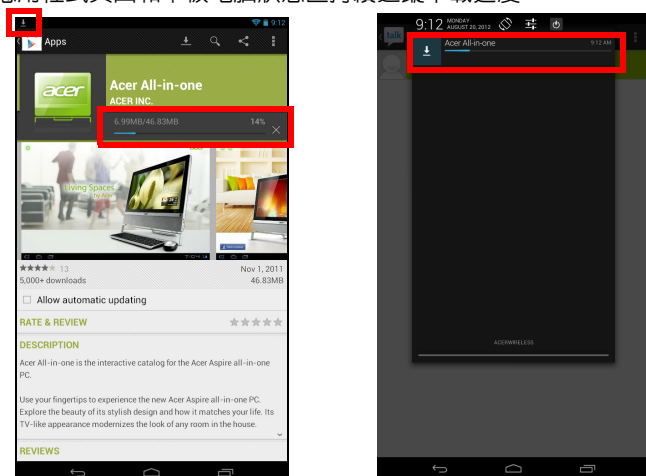 9:12
Apps
acer
Acer All-in-one
ACER INC.
6.99MB/46.83MB 14%
Living Spaces
by Acer
13
5,000+ downloads
Nov 1, 2011
46.83MB
Allow automatic updating
RATE & REVIEW
DESCRIPTION
Acer All-in-one is the interactive catalog for the Acer Aspire all-in-one
PC.
Use your fingertips to experience the new Acer Aspire all-in-one PC.
Explore the beauty of its stylish design and how it matches your life. Its
TV-like appearance modernizes the look of any room in the house.
REVIEWS
talk
9:12 MONDAY
AUGUST 20, 2012
Acer All-in-one 9:12 AM
ACERWIRELESS